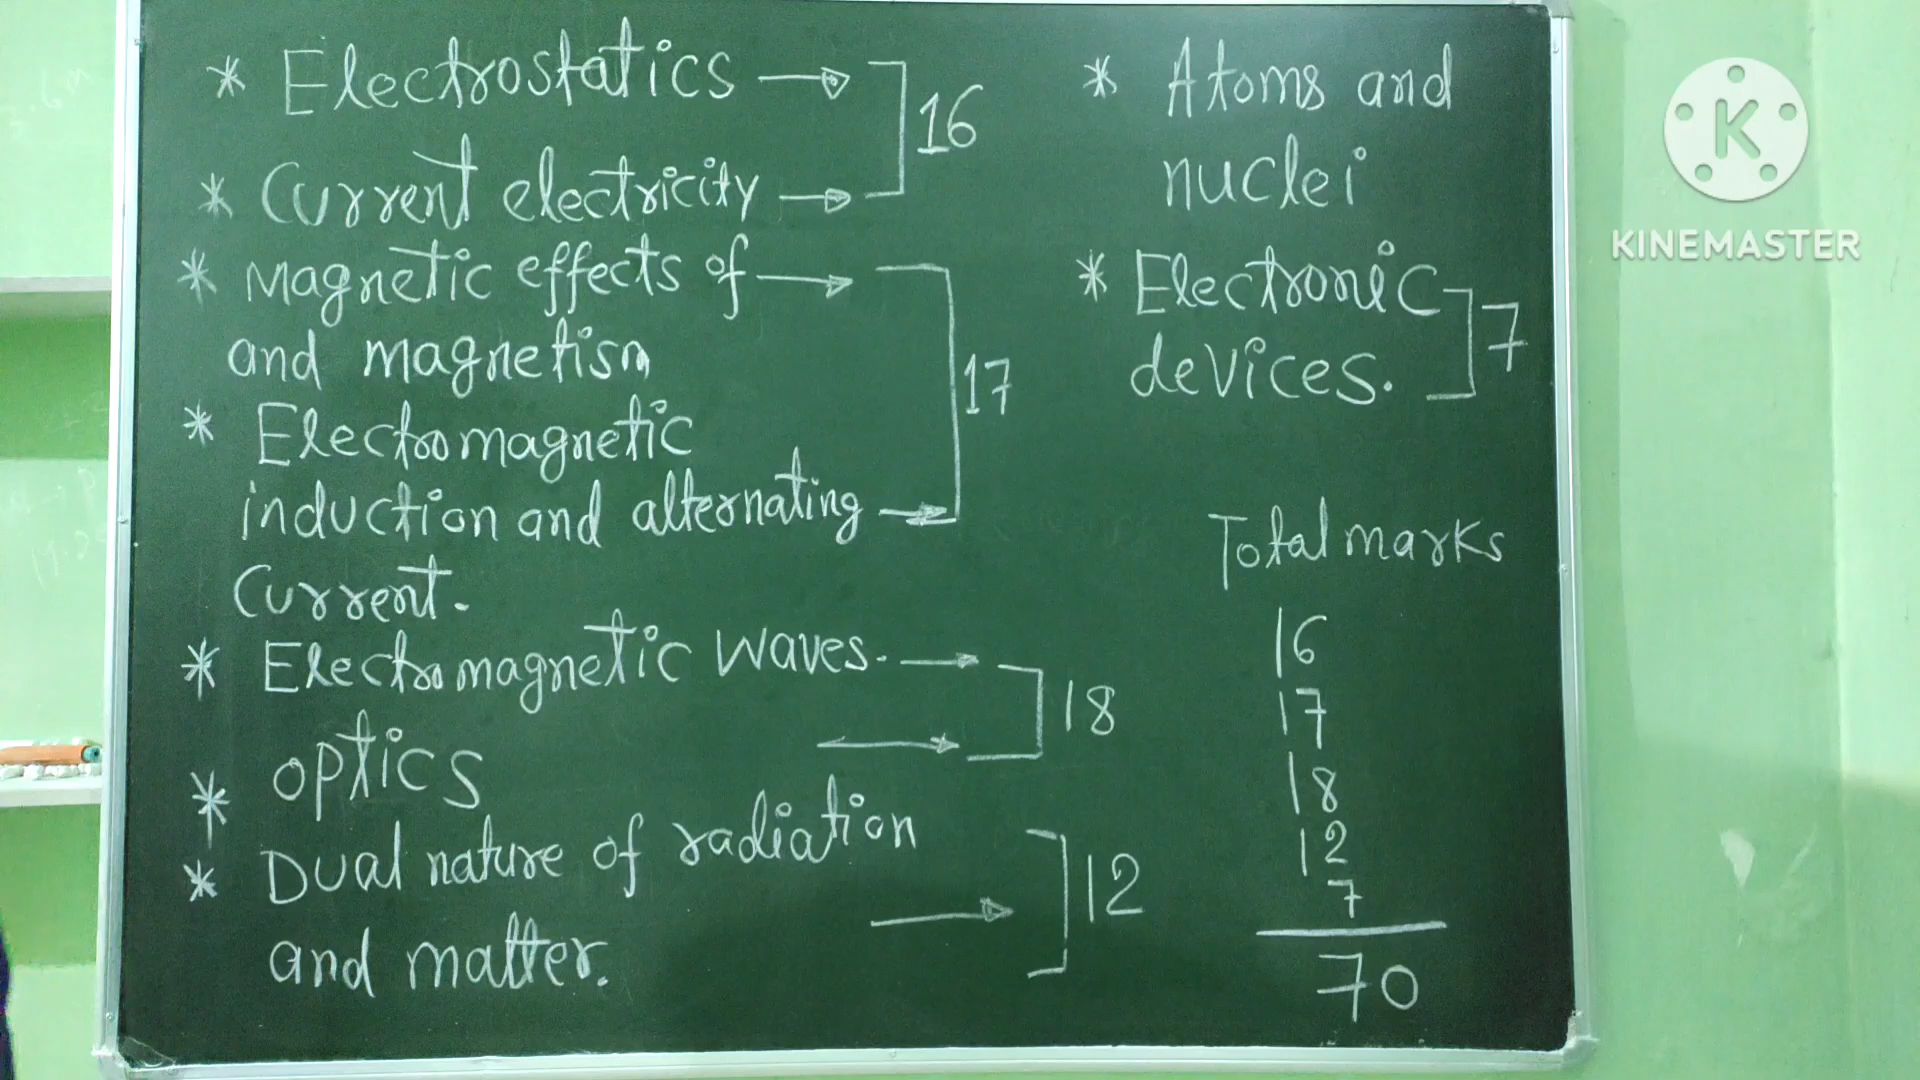 * Electrostatics → ] 16
* Current electricity →
* Magnetic effects of →
and magnetism
] 17
* Electromagnetic
induction and alternating →
Current.
* Electromagnetic waves. → ] 18
* optics →
* Dual nature of radiation
and matter. → ] 12
* Atoms and
nuclei
* Electronic
devices. ] 7
Total marks
16
17
18
12
7
70
K
KINEMASTER